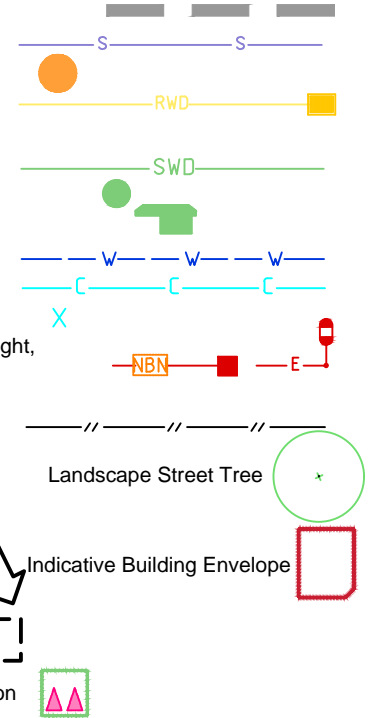 S S
RWD
SWD
W W W
C C C
X
ght,
NBN E
Landscape Street Tree
Indicative Building Envelope
on